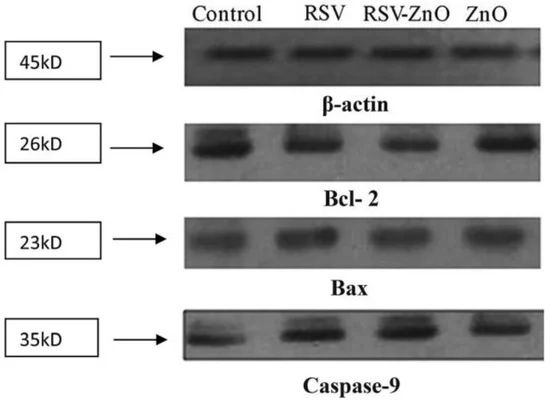 Control RSV RSV-ZnO ZnO
45kD
β-actin
26kD
Bcl- 2
23kD
Bax
35kD
Caspase-9